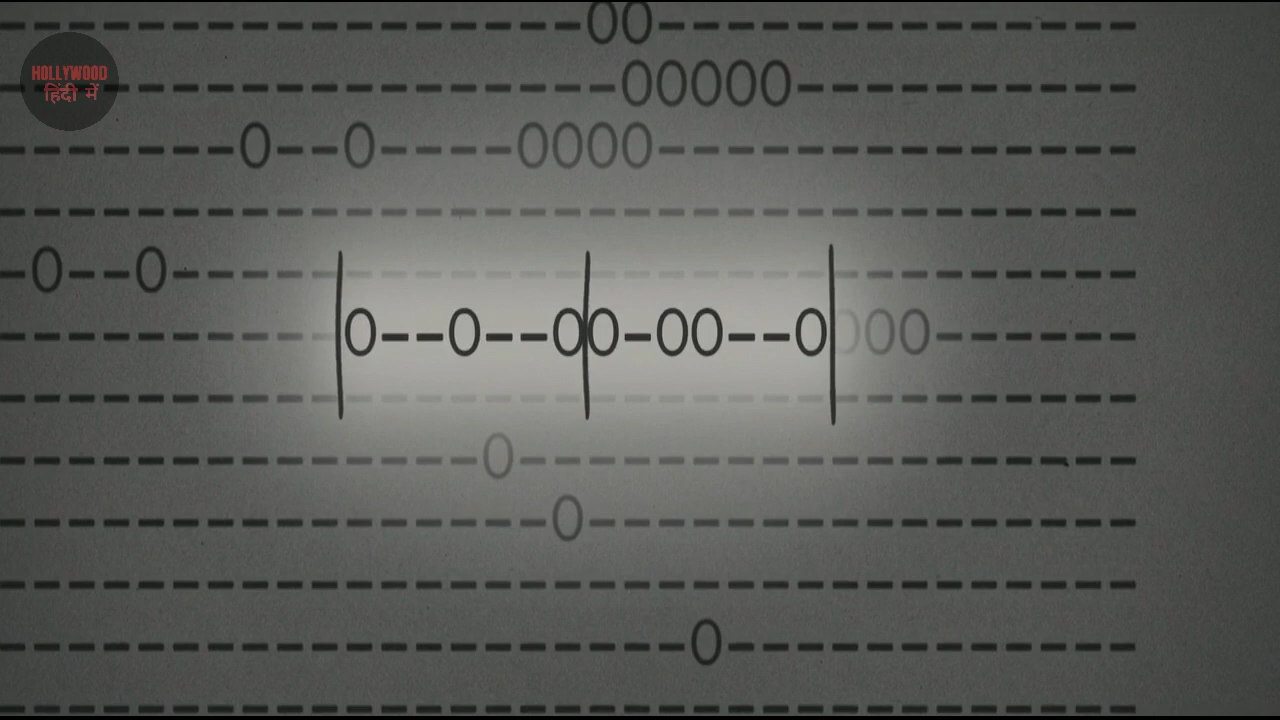 -----------------OO--------------
HOLLYWOOD
हिंदी में
------------------OOOOO----------
-------O--O----OOOO--------------
---------------------------------
-O--O----------------------------
----------|O--O--O|O-OO--O|OOO------
---------------------------------
--------------O------------------
----------------O----------------
---------------------------------
--------------------O------------
---------------------------------